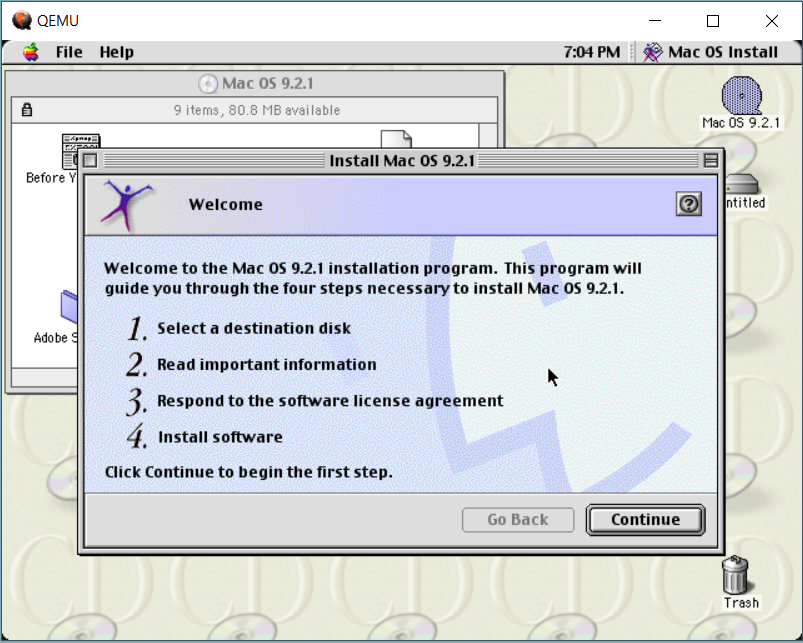 QEMU
File Help 7:04 PM Mac OS Install
Mac OS 9.2.1
9 items, 80.8 MB available
Mac OS 9.2.1
Before Y
Install Mac OS 9.2.1
Welcome
ntitled
Welcome to the Mac OS 9.2.1 installation program. This program will
guide you through the four steps necessary to install Mac OS 9.2.1.
1. Select a destination disk
Adobe S
2. Read important information
3. Respond to the software license agreement
4. Install software
Click Continue to begin the first step.
Go Back Continue
Trash